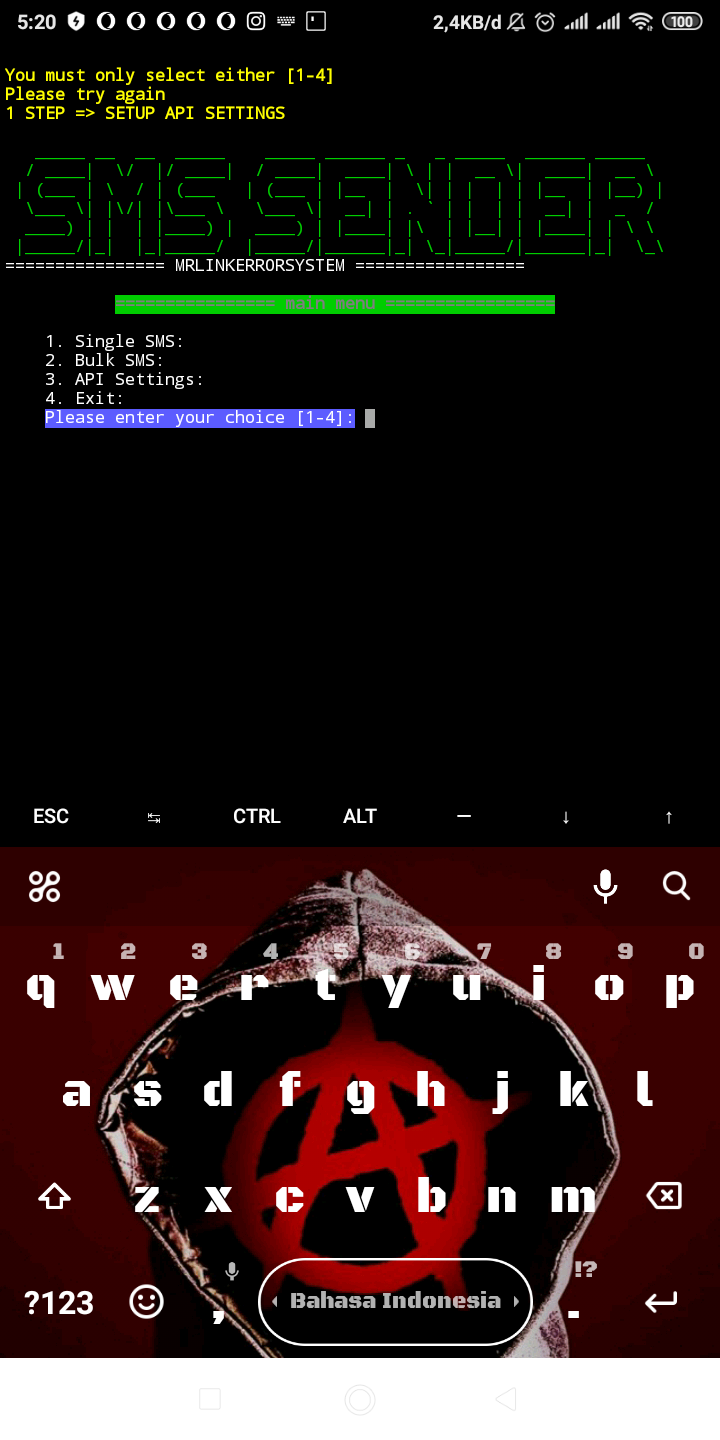 5:20 2,4KB/d 100
You must only select either [1-4]
Please try again
1 STEP => SETUP API SETTINGS
SMS SENDER
================ MRLINKERRORSYSTEM =================
================ main menu =================
1. Single SMS:
2. Bulk SMS:
3. API Settings:
4. Exit:
Please enter your choice [1-4]:
ESC ↹ CTRL ALT — ↓ ↑
1 2 3 4 5 6 7 8 9 0
q w e r t y u i o p
a s d f g h j k l
z x c v b n m
!?
?123 , Bahasa Indonesia .